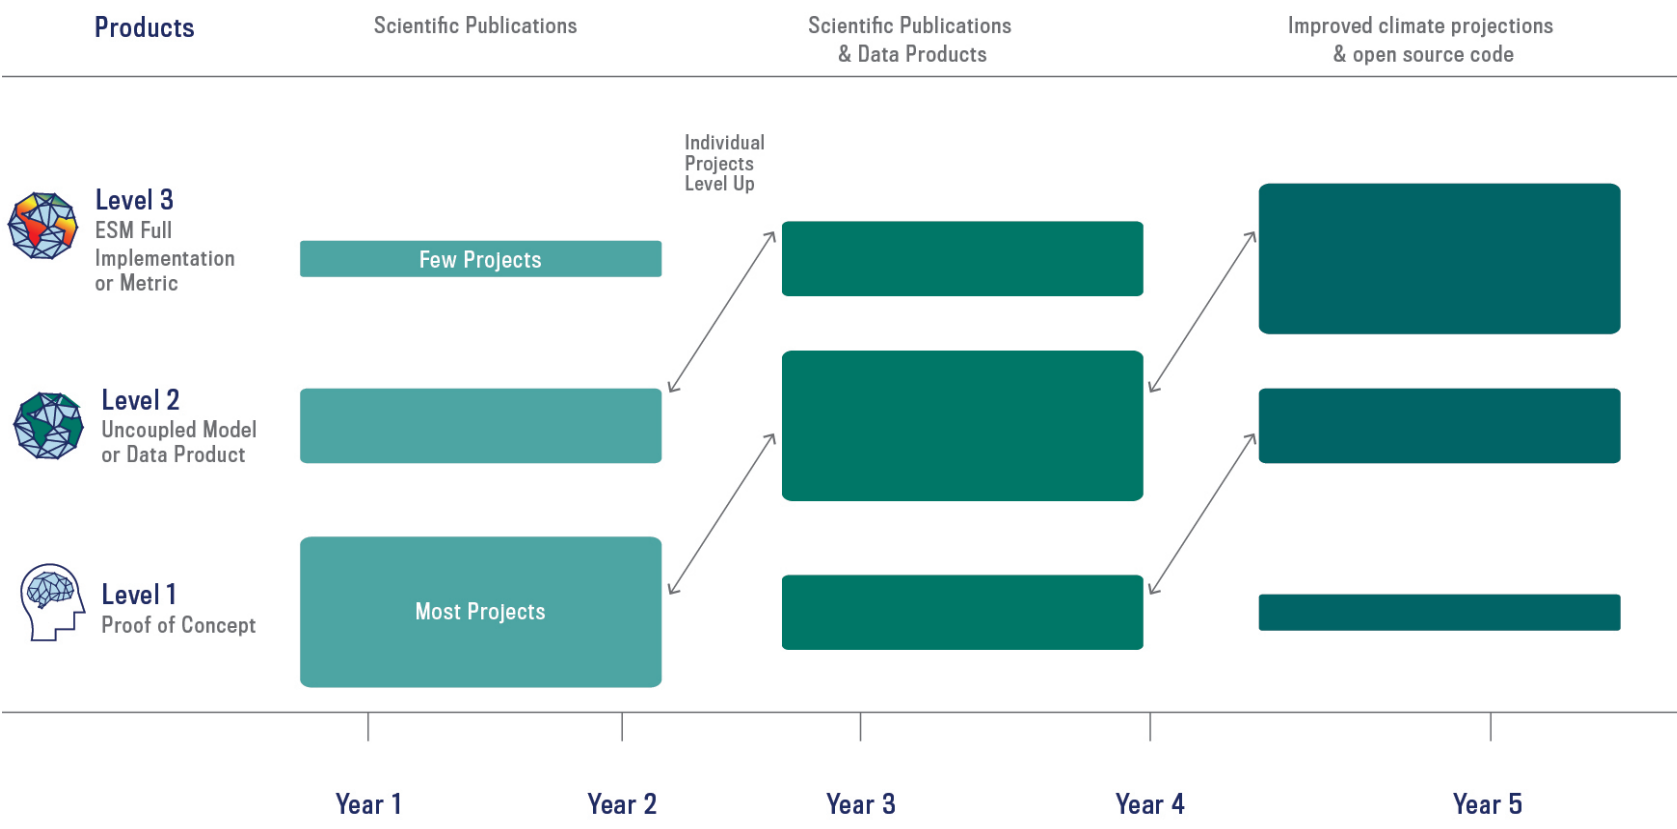 Products
Scientific Publications
Scientific Publications
& Data Products
Improved climate projections
& open source code
Individual
Projects
Level Up
Level 3
ESM Full
Implementation
or Metric
Few Projects
Level 2
Uncoupled Model
or Data Product
Level 1
Proof of Concept
Most Projects
Year 1
Year 2
Year 3
Year 4
Year 5